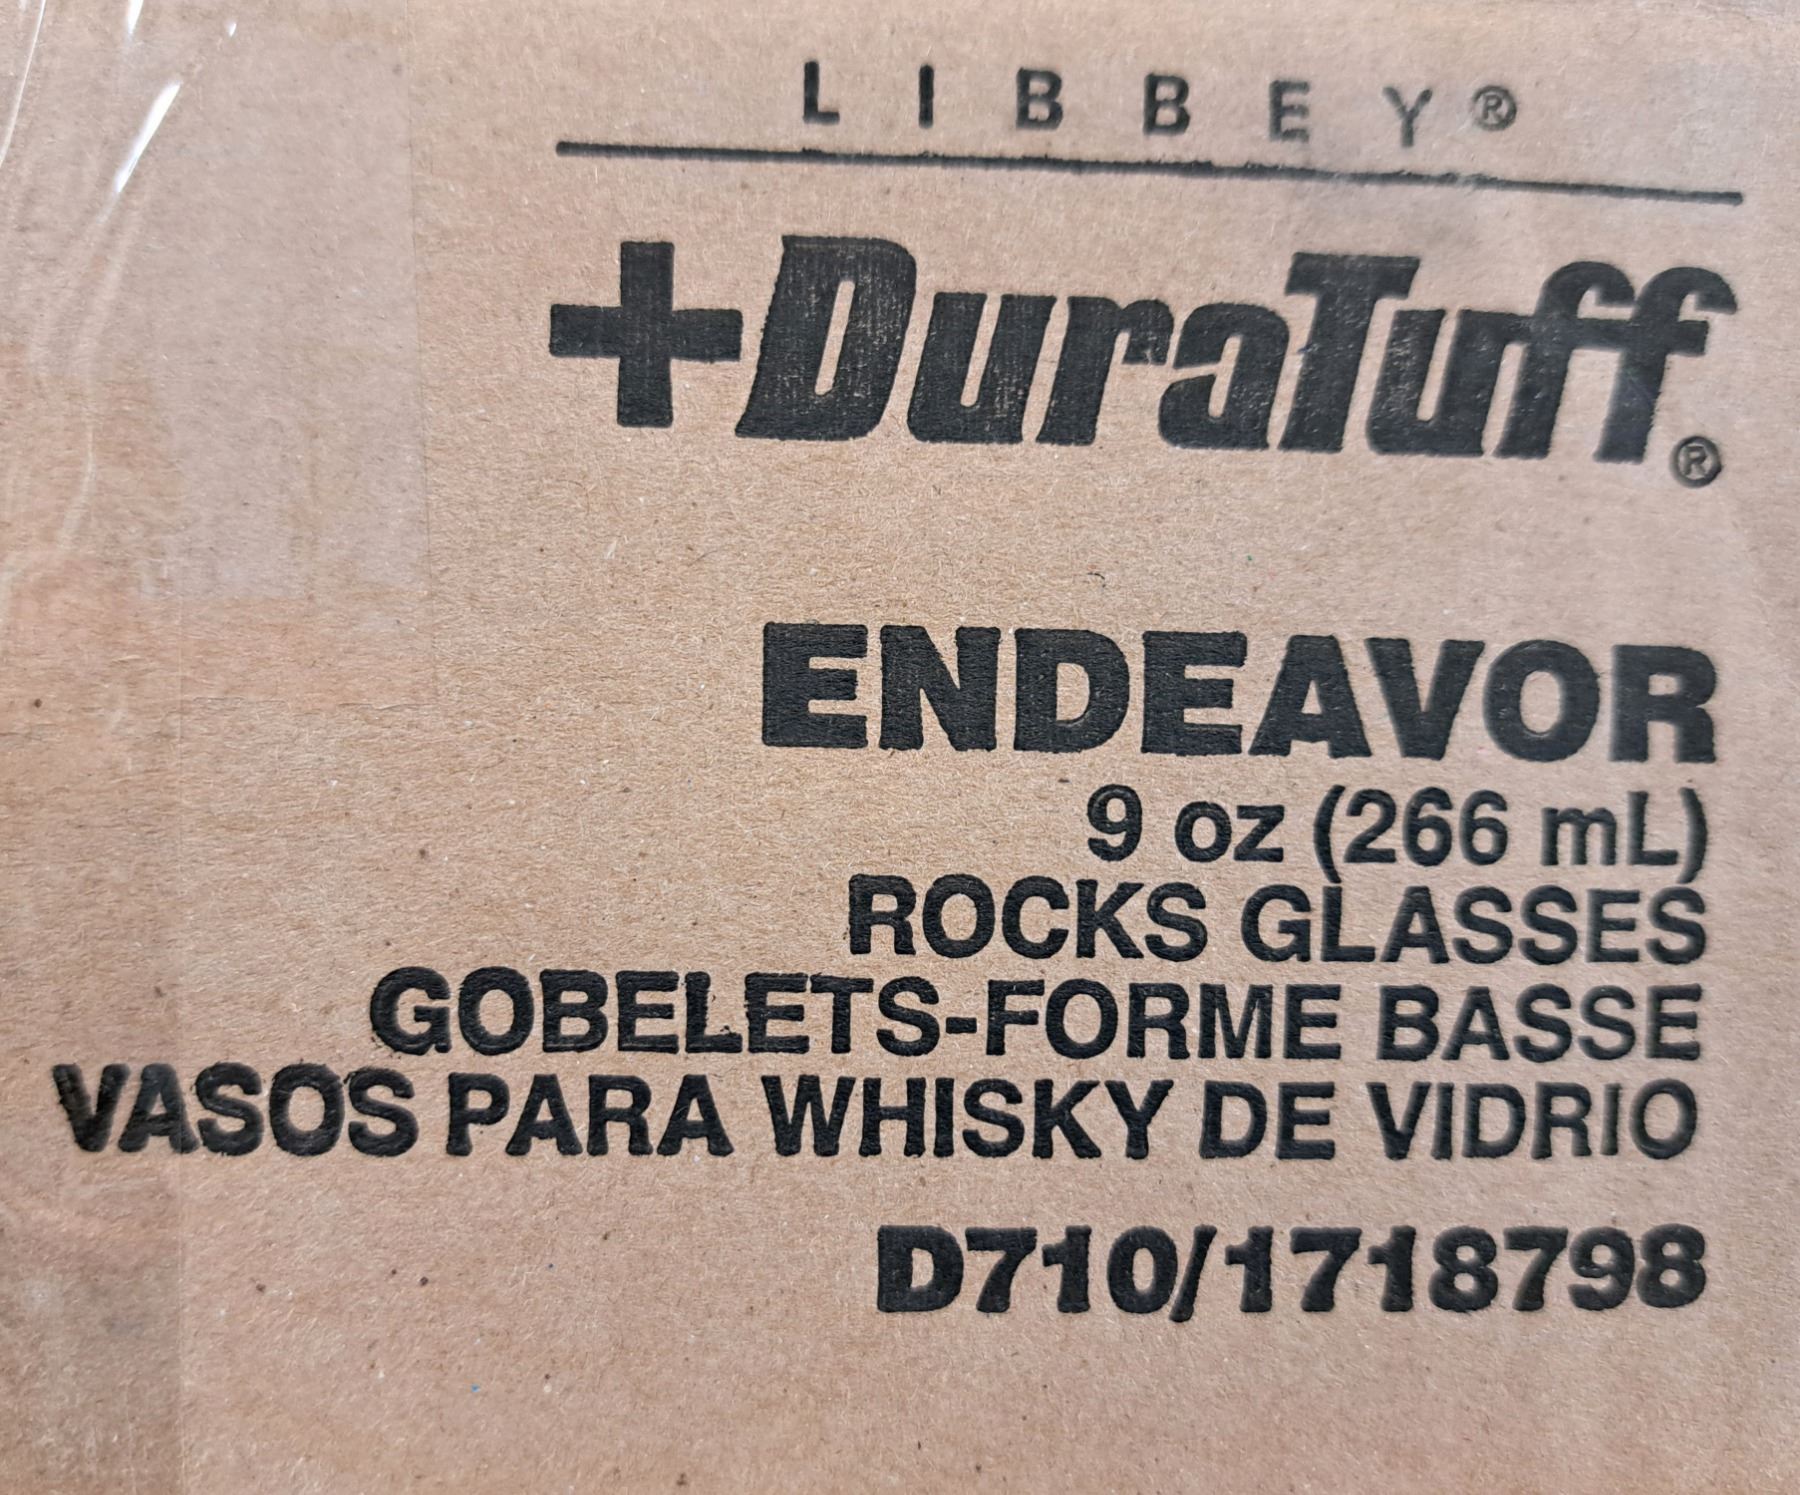 LIBBEY®
+DuraTuff®
ENDEAVOR
9 oz (266 mL)
ROCKS GLASSES
GOBELETS-FORME BASSE
VASOS PARA WHISKY DE VIDRIO
D710/1718798